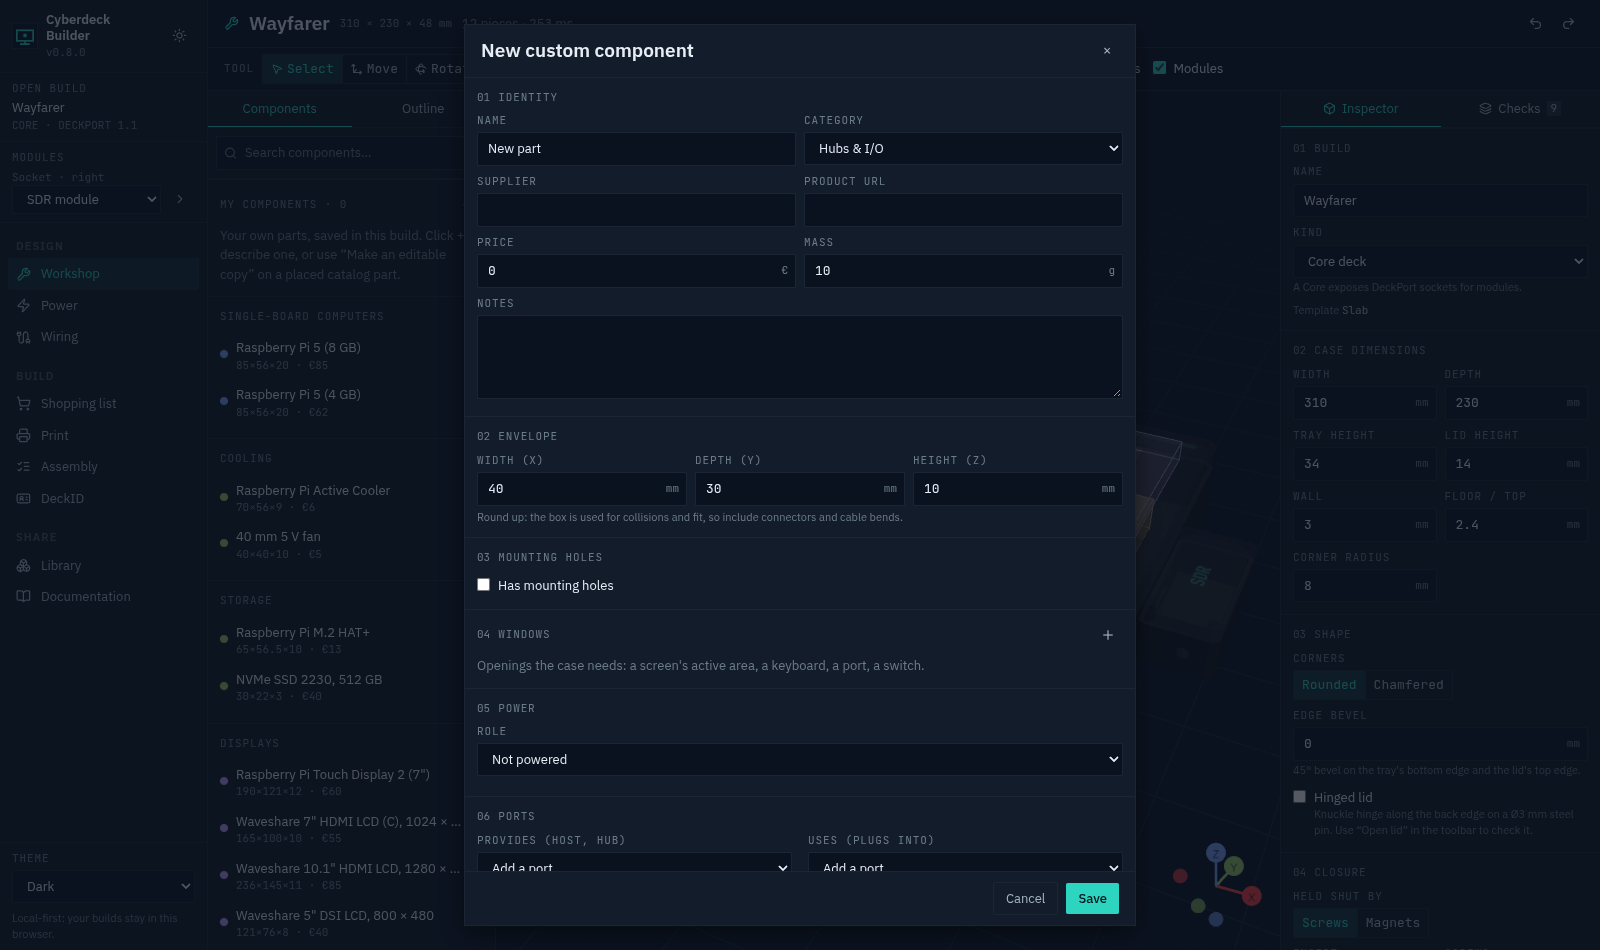 Cyberdeck
Builder
v0.8.0
OPEN BUILD
Wayfarer
CORE · DECKPORT 1.1
MODULES
Socket · right
SDR module
DESIGN
Workshop
Power
Wiring
BUILD
Shopping list
Print
Assembly
DeckID
SHARE
Library
Documentation
THEME
Dark
Local-first: your builds stay in this
browser.
Wayfarer 310 × 230 × 48 mm 12 pieces · 253 ms
TOOL Select Move
Modules
Components Outline
Search components...
MY COMPONENTS · 0
Your own parts, saved in this build. Click +
describe one, or use "Make an editable
copy" on a placed catalog part.
SINGLE-BOARD COMPUTERS
Raspberry Pi 5 (8 GB)
85×56×20 · €85
Raspberry Pi 5 (4 GB)
85×56×20 · €62
COOLING
Raspberry Pi Active Cooler
70×56×9 · €6
40 mm 5 V fan
40×40×10 · €5
STORAGE
Raspberry Pi M.2 HAT+
65×56.5×10 · €13
NVMe SSD 2230, 512 GB
30×22×3 · €40
DISPLAYS
Raspberry Pi Touch Display 2 (7")
190×121×12 · €60
Waveshare 7" HDMI LCD (C), 1024 × ...
165×100×10 · €55
Waveshare 10.1" HDMI LCD, 1280 × ...
236×145×11 · €85
Waveshare 5" DSI LCD, 800 × 480
121×76×8 · €40
New custom component ×
01 IDENTITY
NAME CATEGORY
New part Hubs & I/O
SUPPLIER PRODUCT URL
PRICE MASS
0 € 10 g
NOTES
02 ENVELOPE
WIDTH (X) DEPTH (Y) HEIGHT (Z)
40 mm 30 mm 10 mm
Round up: the box is used for collisions and fit, so include connectors and cable bends.
03 MOUNTING HOLES
Has mounting holes
04 WINDOWS
Openings the case needs: a screen's active area, a keyboard, a port, a switch.
05 POWER
ROLE
Not powered
06 PORTS
PROVIDES (HOST, HUB) USES (PLUGS INTO)
Add a port Add a port
Cancel Save
SDR
Z
Y
X
Inspector Checks 9
01 BUILD
NAME
Wayfarer
KIND
Core deck
A Core exposes DeckPort sockets for modules.
Template Slab
02 CASE DIMENSIONS
WIDTH DEPTH
310 mm 230 mm
TRAY HEIGHT LID HEIGHT
34 mm 14 mm
WALL FLOOR / TOP
3 mm 2.4 mm
CORNER RADIUS
8 mm
03 SHAPE
CORNERS
Rounded Chamfered
EDGE BEVEL
0 mm
45° bevel on the tray's bottom edge and the lid's top edge.
Hinged lid
Knuckle hinge along the back edge on a Ø3 mm steel
pin. Use "Open lid" in the toolbar to check it.
04 CLOSURE
HELD SHUT BY
Screws Magnets